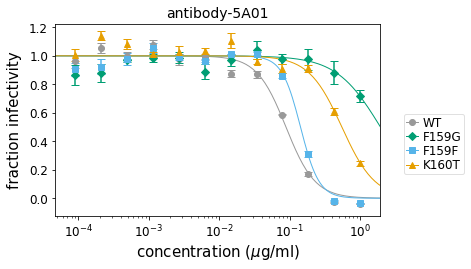 antibody-5A01
fraction infectivity
1.2
1.0
0.8
0.6
0.4
0.2
0.0
10⁻⁴
10⁻³
10⁻²
10⁻¹
10⁰
concentration (μg/ml)
WT
F159G
F159F
K160T